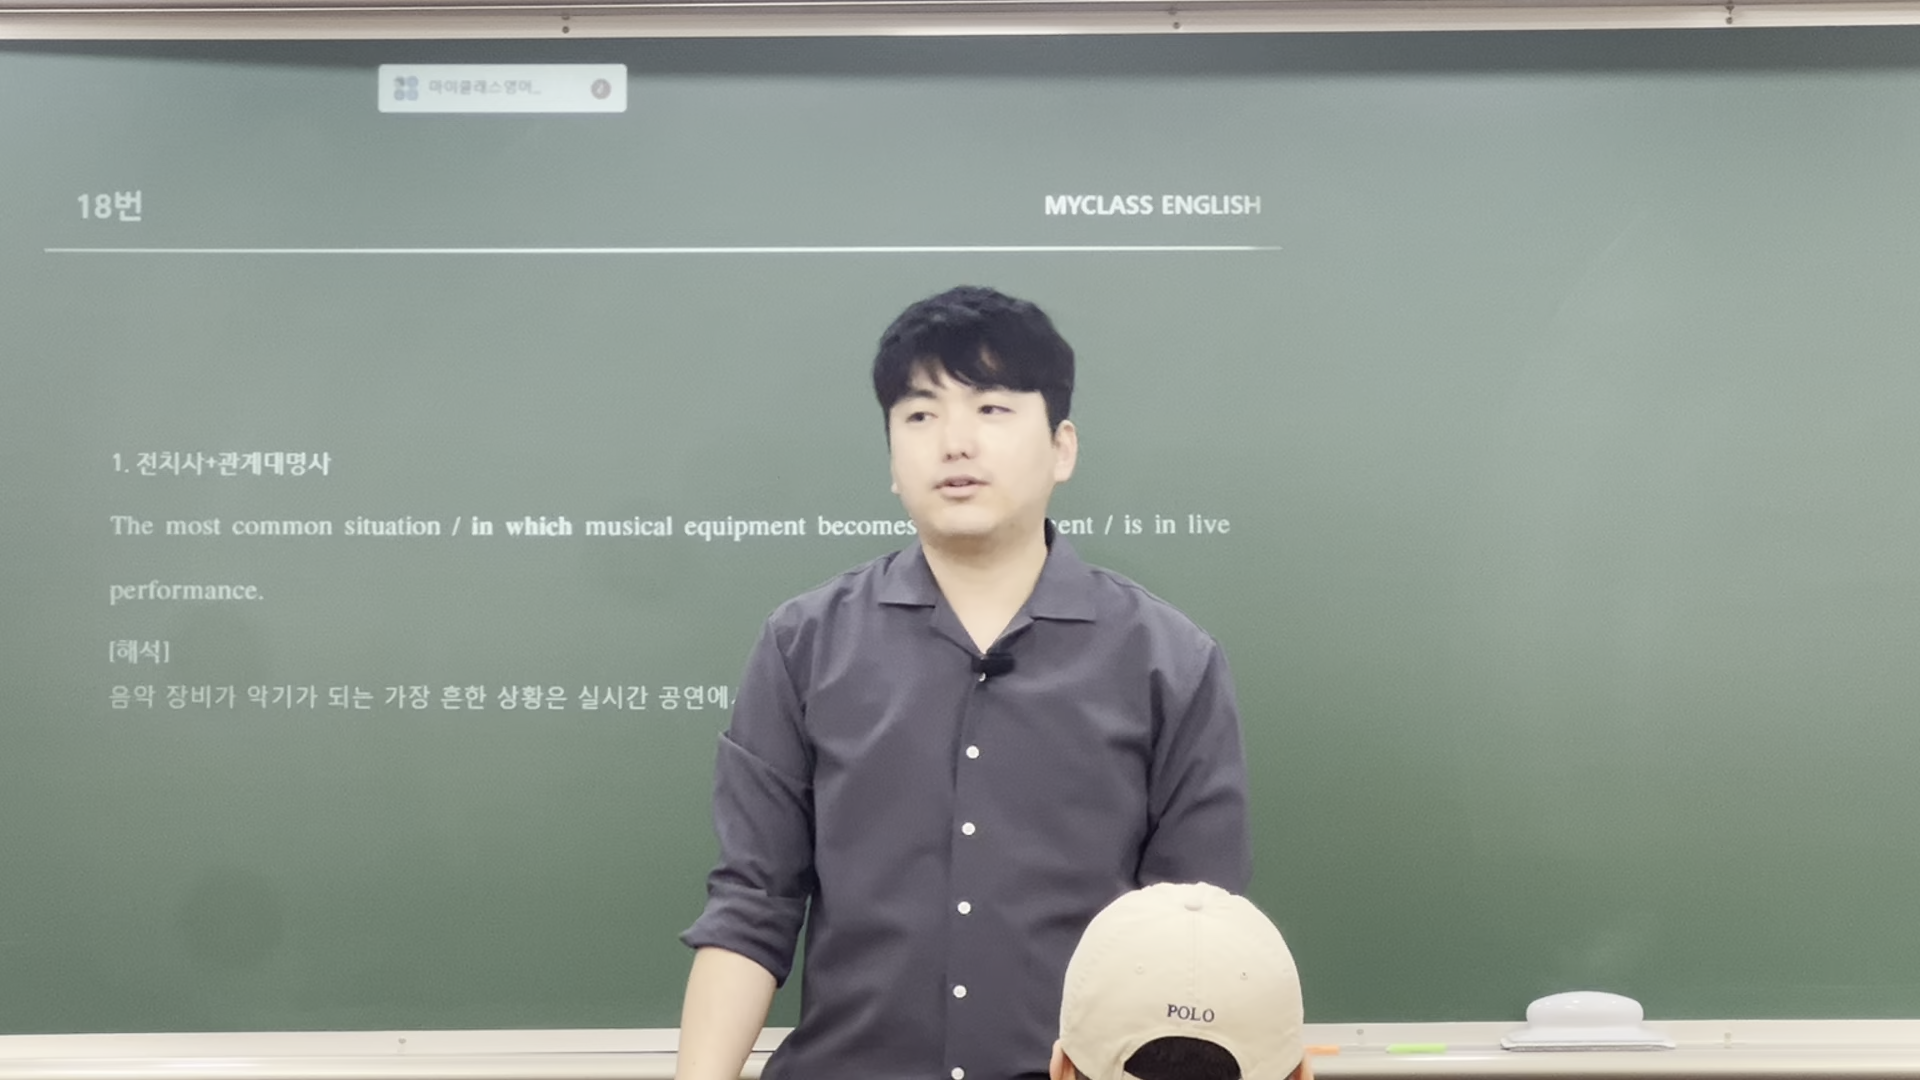 마이클래스영어_
18번
MYCLASS ENGLISH
1. 전치사+관계대명사
The most common situation / in which musical equipment becomes ent / is in live
performance.
[해석]
음악 장비가 악기가 되는 가장 흔한 상황은 실시간 공연에서
POLO